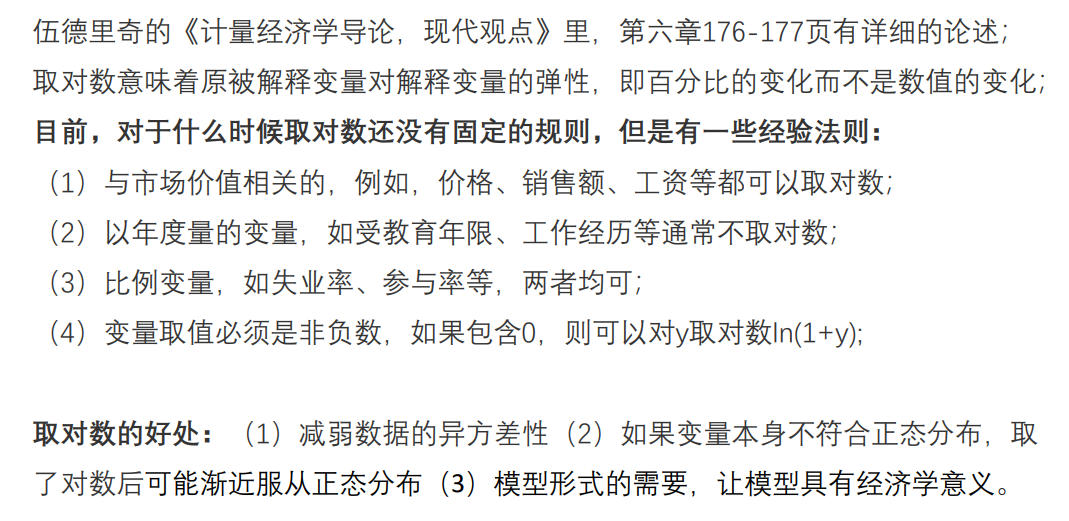 伍德里奇的《计量经济学导论，现代观点》里，第六章176-177页有详细的论述；
取对数意味着原被解释变量对解释变量的弹性，即百分比的变化而不是数值的变化；
目前，对于什么时候取对数还没有固定的规则，但是有一些经验法则：
（1）与市场价值相关的，例如，价格、销售额、工资等都可以取对数；
（2）以年度量的变量，如受教育年限、工作经历等通常不取对数；
（3）比例变量，如失业率、参与率等，两者均可；
（4）变量取值必须是非负数，如果包含0，则可以对y取对数ln(1+y);
取对数的好处：（1）减弱数据的异方差性（2）如果变量本身不符合正态分布，取
了对数后可能渐近服从正态分布（3）模型形式的需要，让模型具有经济学意义。